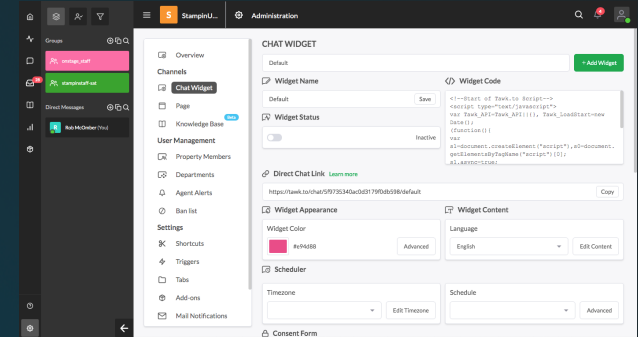 S StampinU... Administration
Groups
onstage_staff
stampinstuff-asl
Direct Messages
R Rob McOmber (You)
Overview
Channels
Chat Widget
Page
Knowledge Base Beta
User Management
Property Members
Departments
Agent Alerts
Ban list
Settings
Shortcuts
Triggers
Tabs
Add-ons
Mail Notifications
CHAT WIDGET
Default
+ Add Widget
Widget Name
Default
Save
Widget Status
Inactive
Widget Code
<!--Start of Tawk.to Script-->
<script type="text/javascript">
var Tawk_API=Tawk_API||{}, Tawk_LoadStart=new
Date();
(function(){
var
s1=document.createElement("script"),s0=document.
getElementsByTagName("script")[0];
s1.async=true;
Direct Chat Link Learn more
https://tawk.to/chat/5f9735340ac0d3179f0db598/default
Copy
Widget Appearance
Widget Color
#e94d88
Advanced
Widget Content
Language
English
Edit Content
Scheduler
Timezone
Edit Timezone
Schedule
Advanced
Consent Form